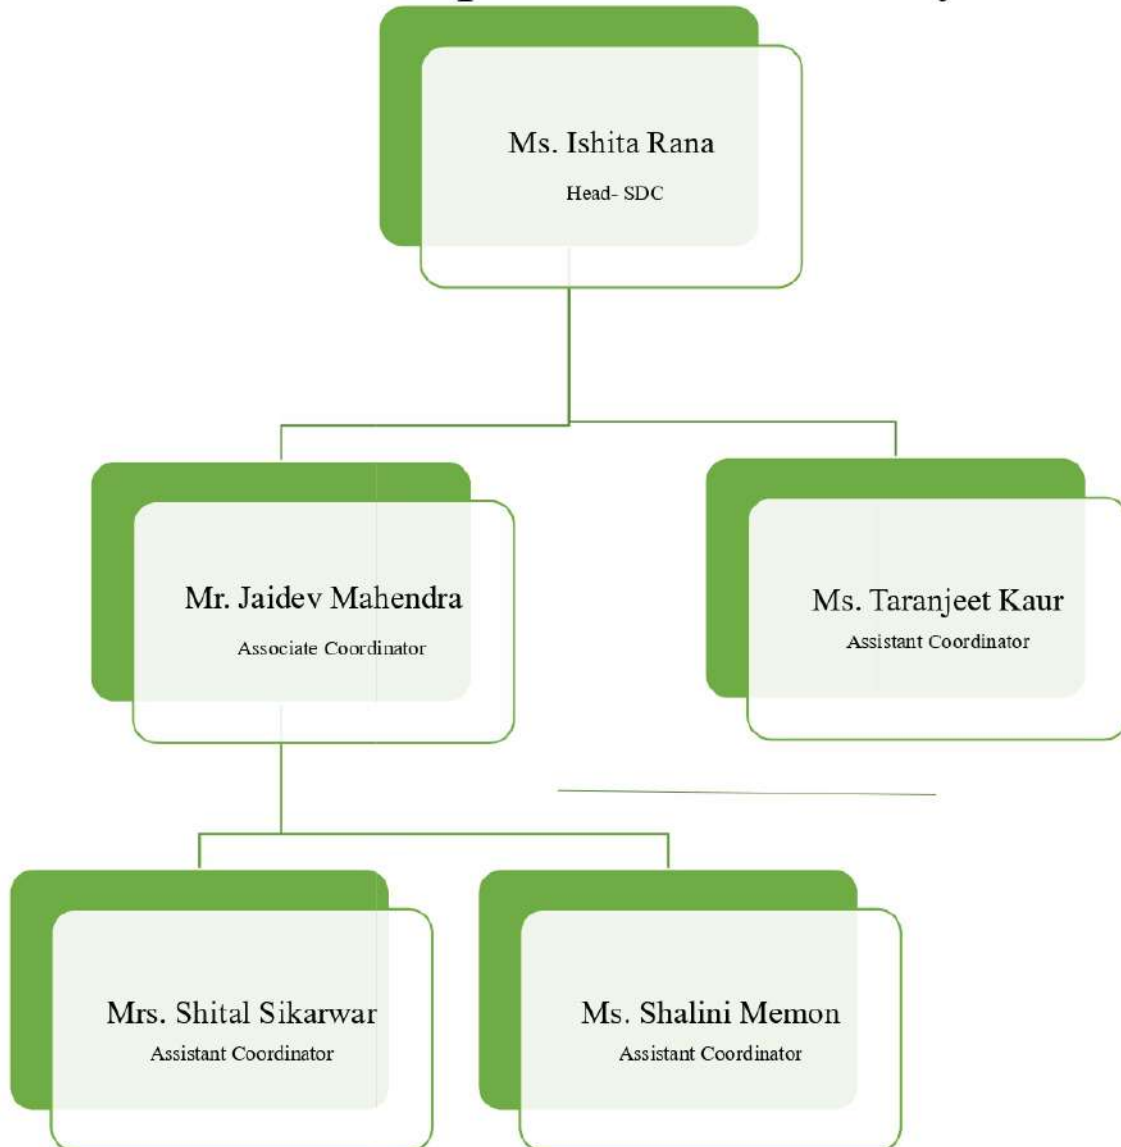 Ms. Ishita Rana
Head- SDC
Mr. Jaidev Mahendra
Associate Coordinator
Ms. Taranjeet Kaur
Assistant Coordinator
Mrs. Shital Sikarwar
Assistant Coordinator
Ms. Shalini Memon
Assistant Coordinator